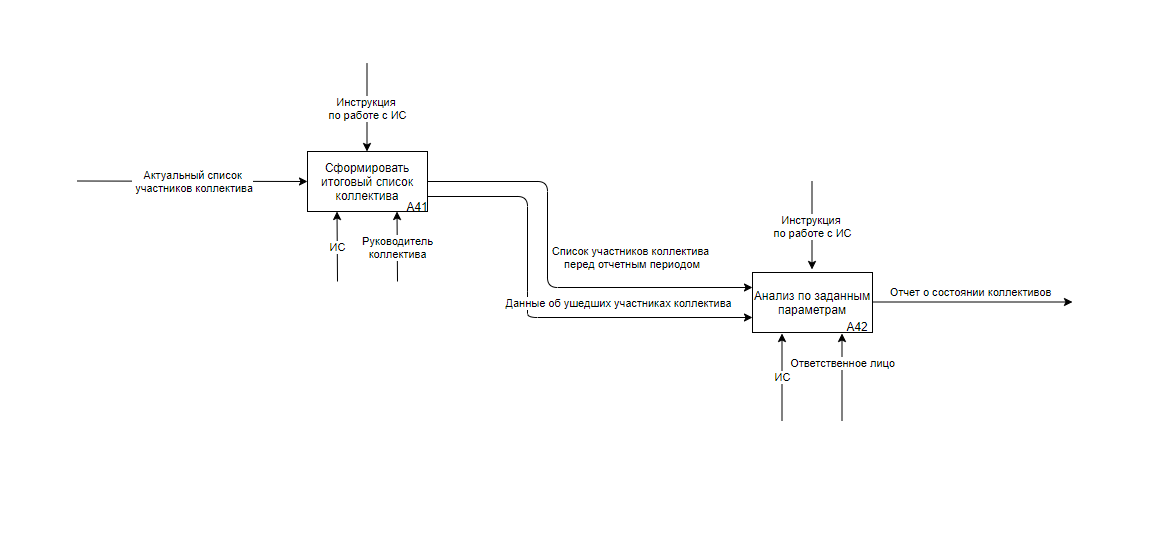 Инструкция
по работе с ИС
Актуальный список
участников коллектива
Сформировать
итоговый список
коллектива
A41
ИС
Руководитель
коллектива
Инструкция
по работе с ИС
Список участников коллектива
перед отчетным периодом
Данные об ушедших участниках коллектива
Анализ по заданным
параметрам
A42
Отчет о состоянии коллективов
ИС
Ответственное лицо